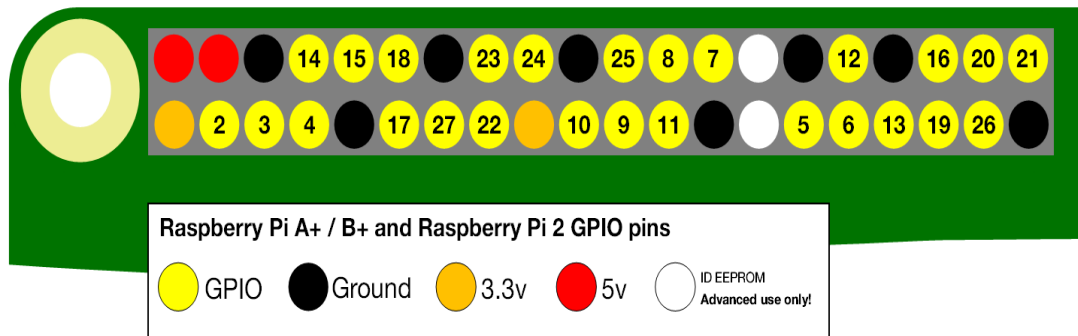 14 15 18 23 24 25 8 7 12 16 20 21
2 3 4 17 27 22 10 9 11 5 6 13 19 26
Raspberry Pi A+ / B+ and Raspberry Pi 2 GPIO pins
GPIO Ground 3.3v 5v ID EEPROM
Advanced use only!